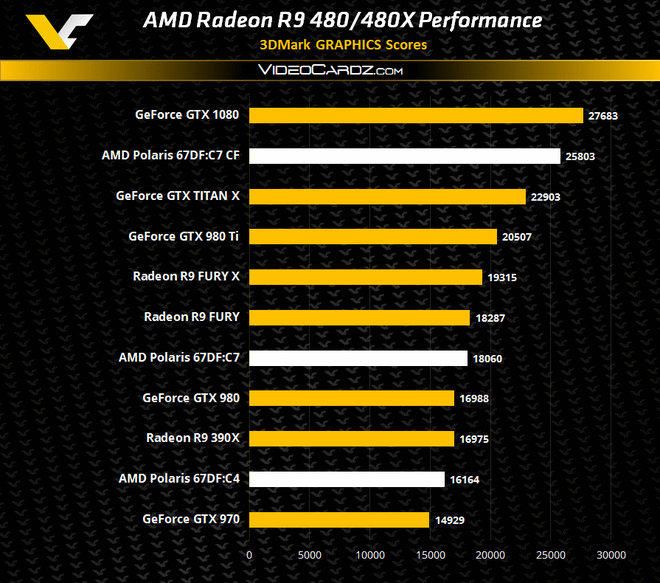 AMD Radeon R9 480/480X Performance
3DMark GRAPHICS Scores
VIDEOCARDZ.COM
GeForce GTX 1080 27683
AMD Polaris 67DF:C7 CF 25803
GeForce GTX TITAN X 22903
GeForce GTX 980 Ti 20507
Radeon R9 FURY X 19315
Radeon R9 FURY 18287
AMD Polaris 67DF:C7 18060
GeForce GTX 980 16988
Radeon R9 390X 16975
AMD Polaris 67DF:C4 16164
GeForce GTX 970 14929
0 5000 10000 15000 20000 25000 30000